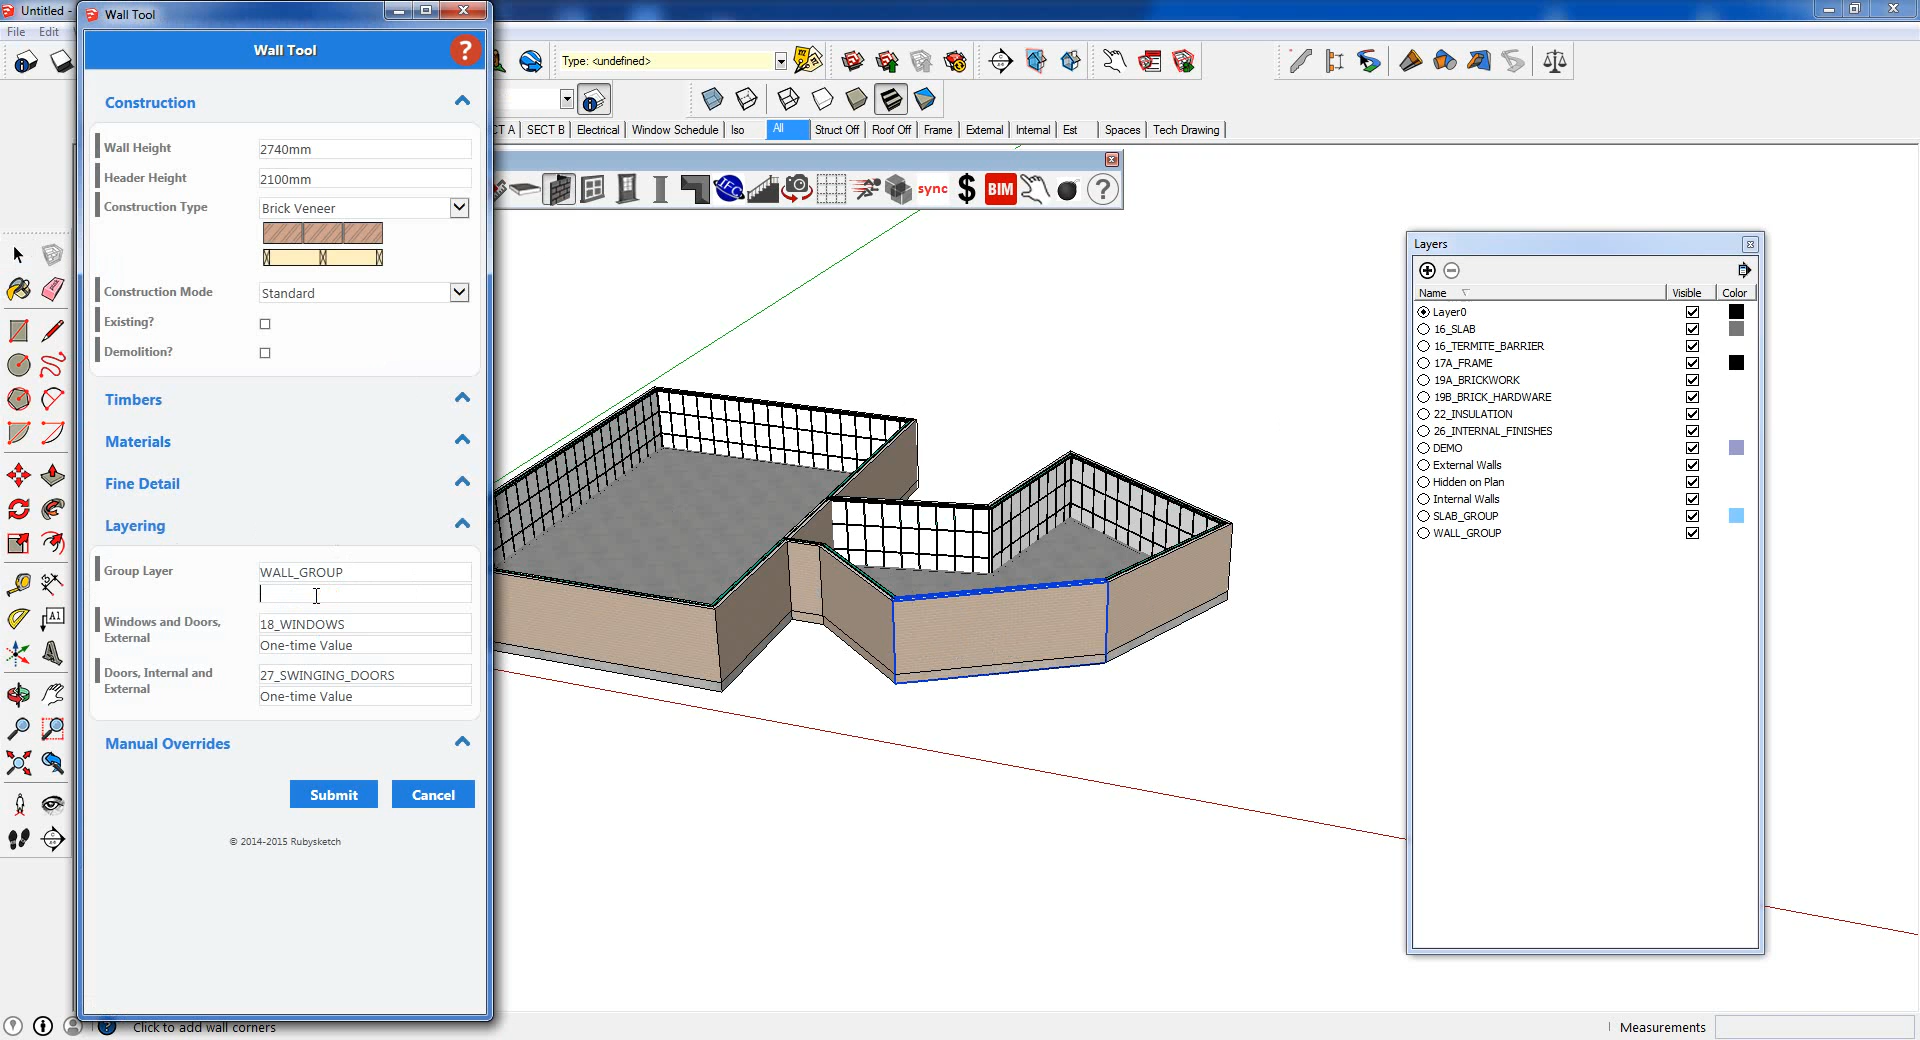 Untitled -
Wall Tool
File Edit
Wall Tool
?
Type: <undefined>
Construction
CT A SECT B Electrical Window Schedule Iso All Struct Off Roof Off Frame External Internal Est Spaces Tech Drawing
Wall Height 2740mm
Header Height 2100mm
Construction Type Brick Veneer
IFC sync $ BIM ?
Construction Mode Standard
Existing?
Demolition?
Timbers
Materials
Fine Detail
Layering
Group Layer WALL_GROUP
Windows and Doors, External 18_WINDOWS
One-time Value
Doors, Internal and External 27_SWINGING_DOORS
One-time Value
Manual Overrides
Submit Cancel
© 2014-2015 Rubysketch
A1
Layers
Name Visible Color
Layer0
16_SLAB
16_TERMITE_BARRIER
17A_FRAME
19A_BRICKWORK
19B_BRICK_HARDWARE
22_INSULATION
26_INTERNAL_FINISHES
DEMO
External Walls
Hidden on Plan
Internal Walls
SLAB_GROUP
WALL_GROUP
Click to add wall corners
Measurements